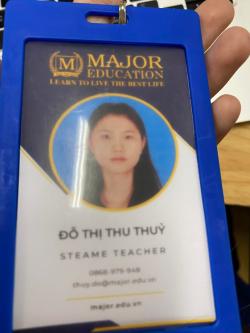 M
MAJOR
EDUCATION
LEARN TO LIVE THE BEST LIFE
ĐỖ THỊ THU THUỶ
STEAME TEACHER
0868-979-948
thuy.do@major.edu.vn
major.edu.vn